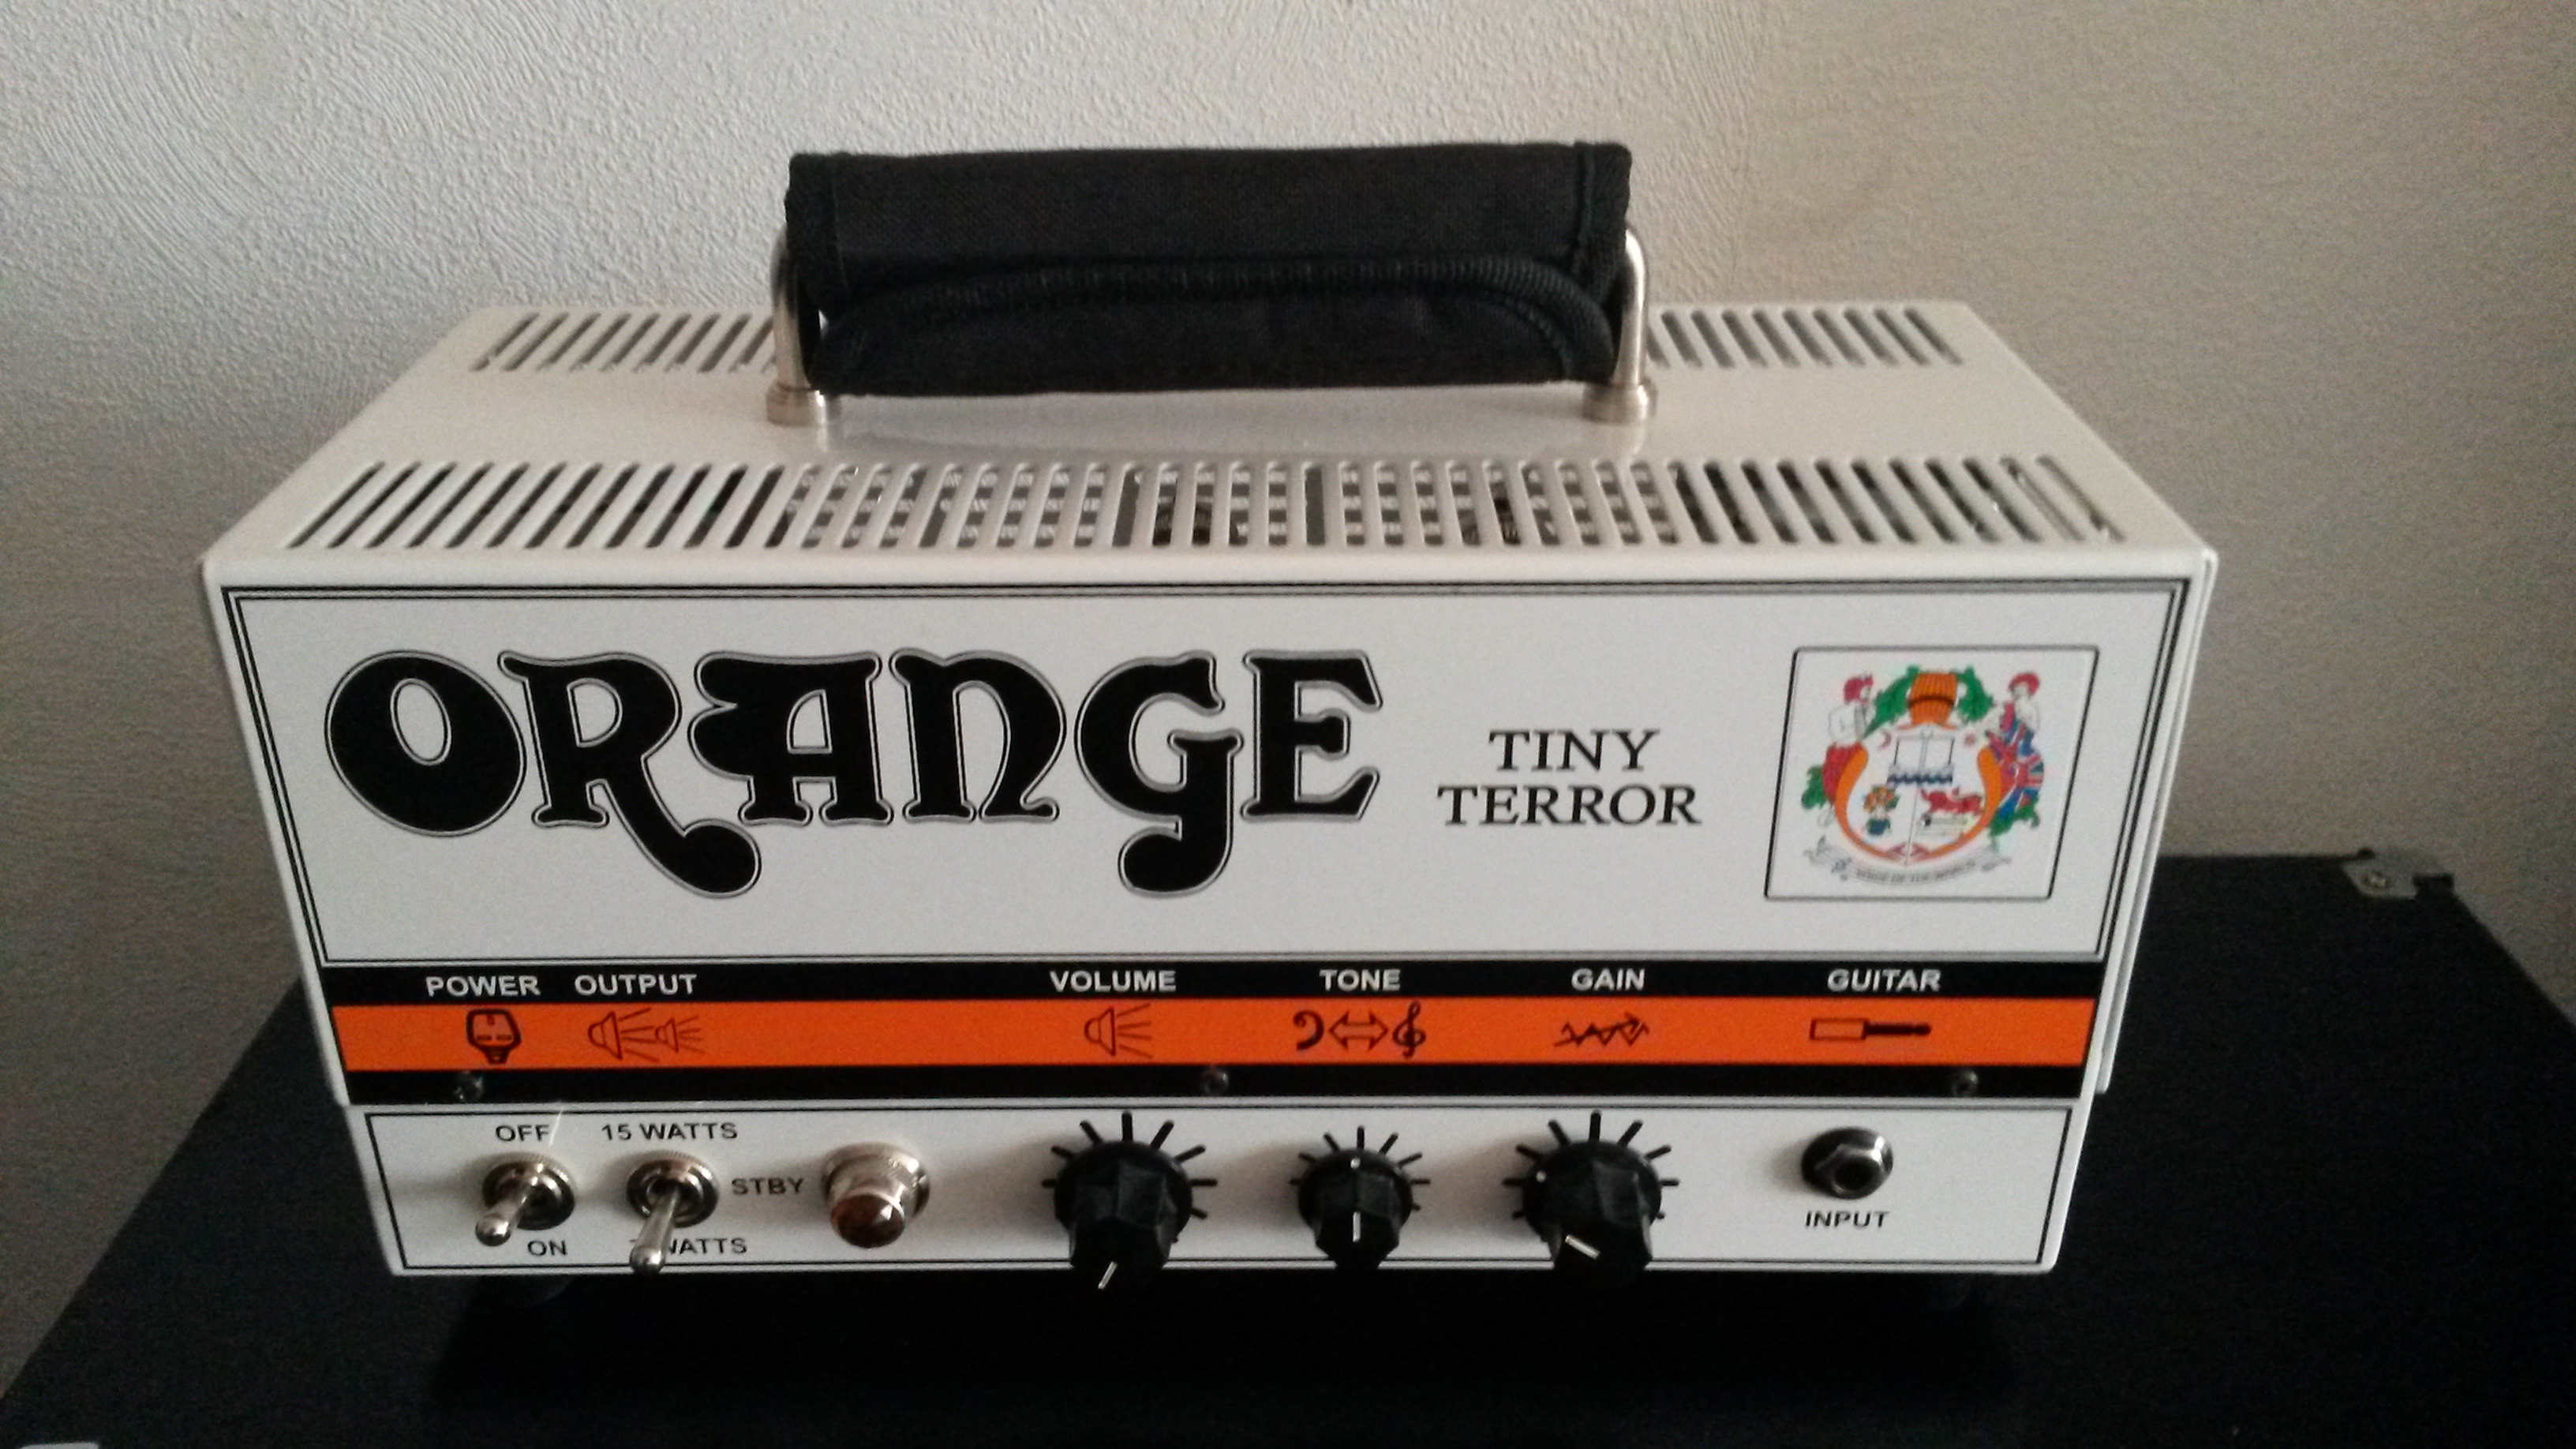 ORANGE
TINY
TERROR
POWER OUTPUT VOLUME TONE GAIN GUITAR
OFF 15 WATTS
STBY
ON WATTS
INPUT